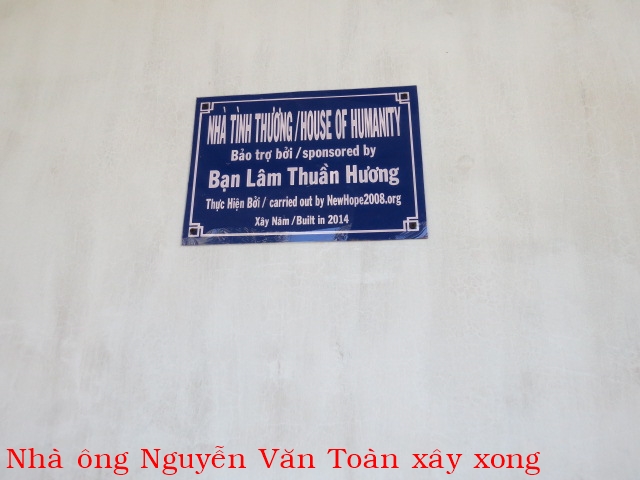 NHÀ TÌNH THƯƠNG / HOUSE OF HUMANITY
Bảo trợ bởi / sponsored by
Bạn Lâm Thuần Hương
Thực Hiện Bởi / carried out by NewHope2008.org
Xây Năm / Built in 2014
Nhà ông Nguyễn Văn Toàn xây xong